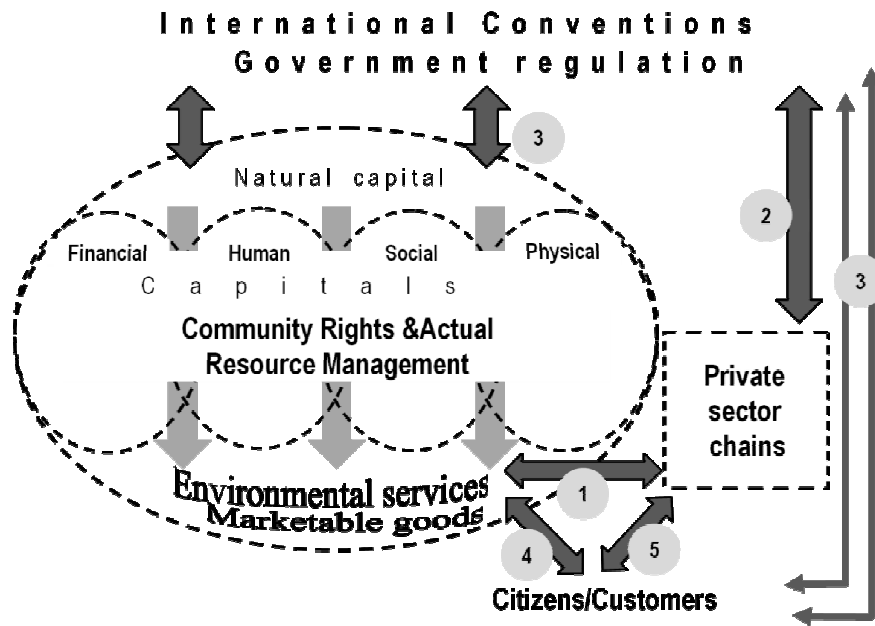 International Conventions
Government regulation
3
Natural capital
2
Financial Human Social Physical
3
Capitals
Community Rights &Actual
Resource Management
Private
sector
chains
Environmental services
1
Marketable goods
4
5
Citizens/Customers